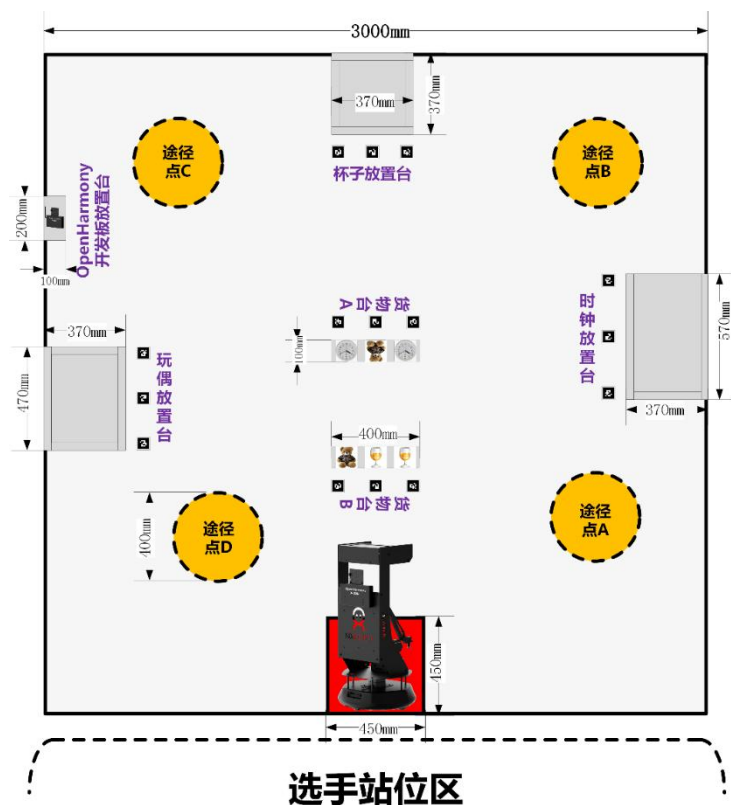 3000mm
370mm
370mm
途径
点C
途径
点B
杯子放置台
200mm
OpenHarmony
开发板放置台
100mm
时钟放置台
570mm
370mm
货物台A
100mm
370mm
470mm
玩偶放置台
400mm
货物台B
途径
点A
途径
点D
400mm
450mm
450mm
选手站位区